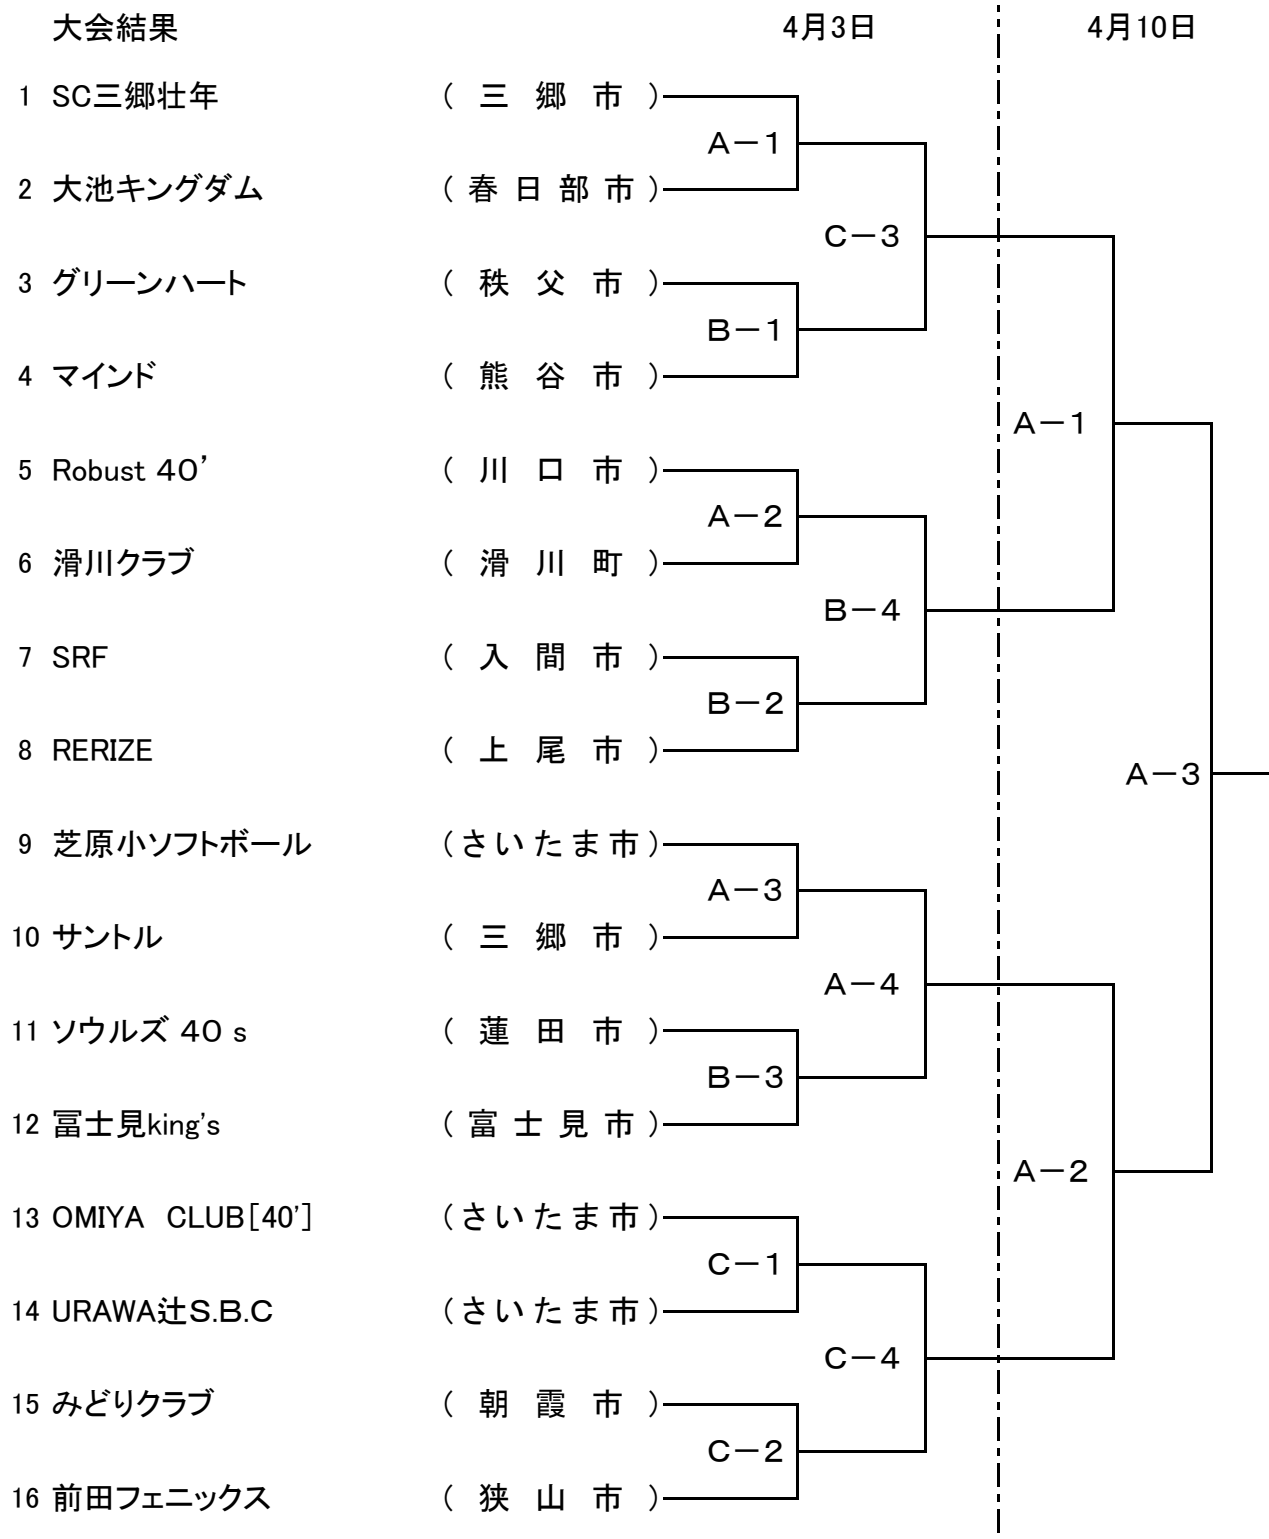 大会結果 4月3日 4月10日
1 SC三郷壮年 (三郷市)
A－1
2 大池キングダム (春日部市)
C－3
3 グリーンハート (秩父市)
B－1
4 マインド (熊谷市)
A－1
5 Robust 40’ (川口市)
A－2
6 滑川クラブ (滑川町)
B－4
7 SRF (入間市)
B－2
8 RERIZE (上尾市)
A－3
9 芝原小ソフトボール (さいたま市)
A－3
10 サントル (三郷市)
A－4
11 ソウルズ 40 s (蓮田市)
B－3
12 冨士見king's (富士見市)
A－2
13 OMIYA　CLUB[40'] (さいたま市)
C－1
14 URAWA辻S.B.C (さいたま市)
C－4
15 みどりクラブ (朝霞市)
C－2
16 前田フェニックス (狭山市)